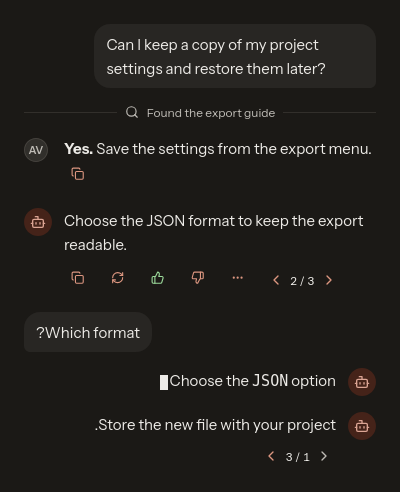 Can I keep a copy of my project
settings and restore them later?
Found the export guide
AV
Yes. Save the settings from the export menu.
Choose the JSON format to keep the export
readable.
2 / 3
?Which format
Choose the JSON option
.Store the new file with your project
3 / 1